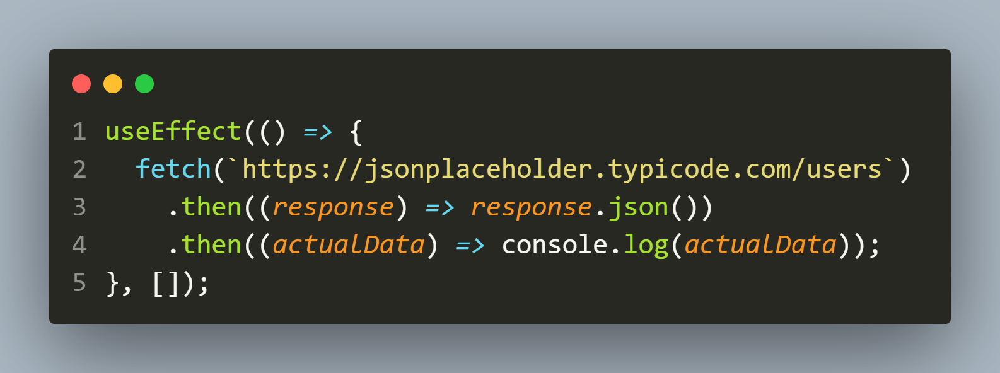 1 useEffect(() => {
2   fetch(`https://jsonplaceholder.typicode.com/users`)
3     .then((response) => response.json())
4     .then((actualData) => console.log(actualData));
5 }, []);